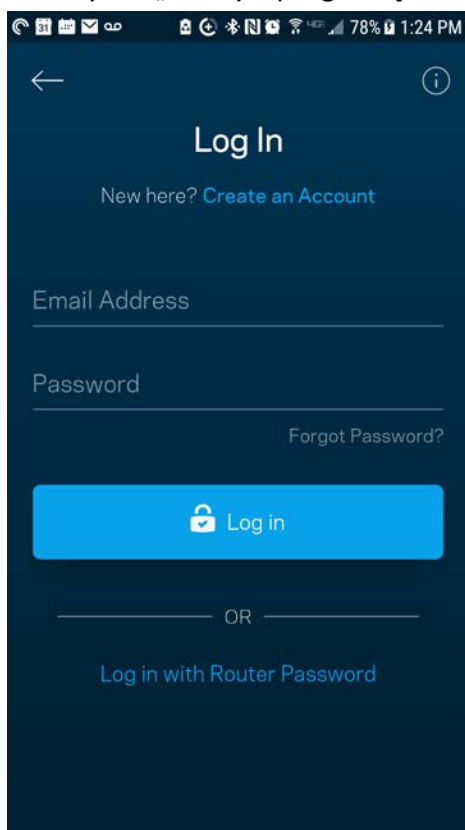 31 78% 1:24 PM
Log In
New here? Create an Account
Email Address
Password
Forgot Password?
Log in
OR
Log in with Router Password